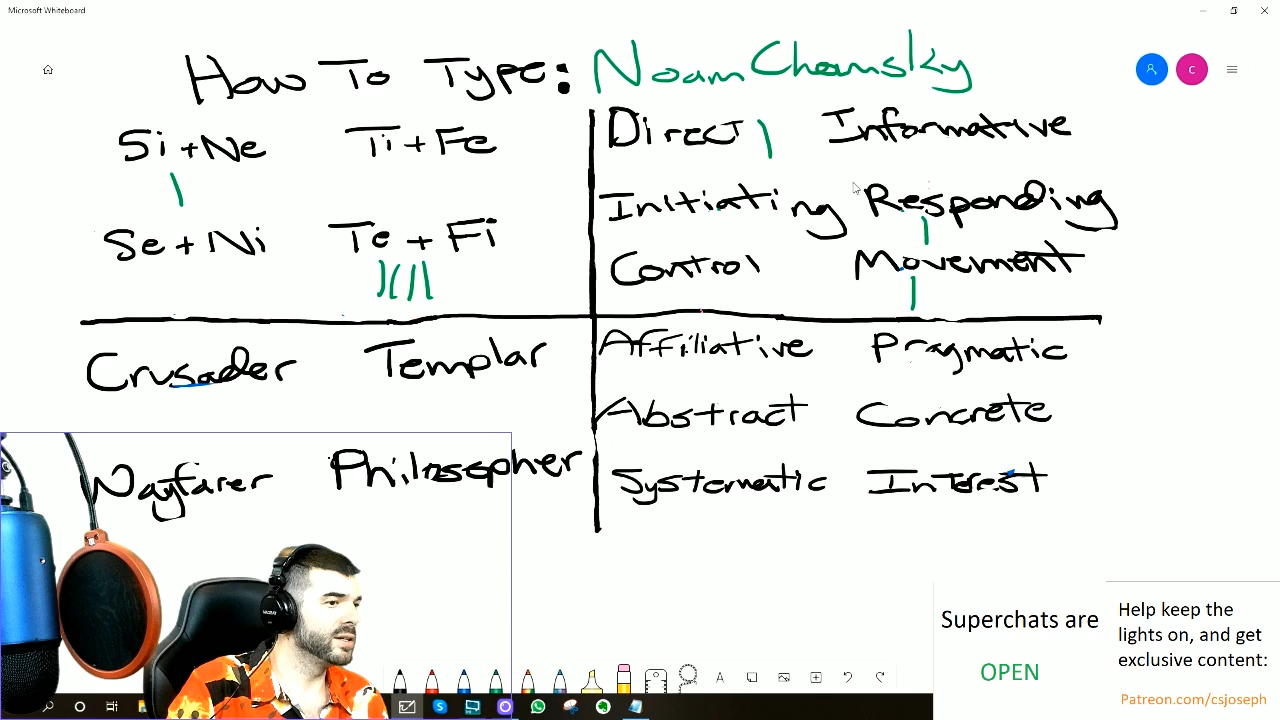 Microsoft Whiteboard
How To Type: Noam Chomsky
Si + Ne Ti + Fe
Se + Ni Te + Fi
Direct Informative
Initiating Responding
Control Movement
C
Crusader Templar
Wayfarer Philosopher
Affiliative Pragmatic
Abstract Concrete
Systematic Interest
Superchats are
OPEN
Help keep the
lights on, and get
exclusive content:
Patreon.com/csjoseph